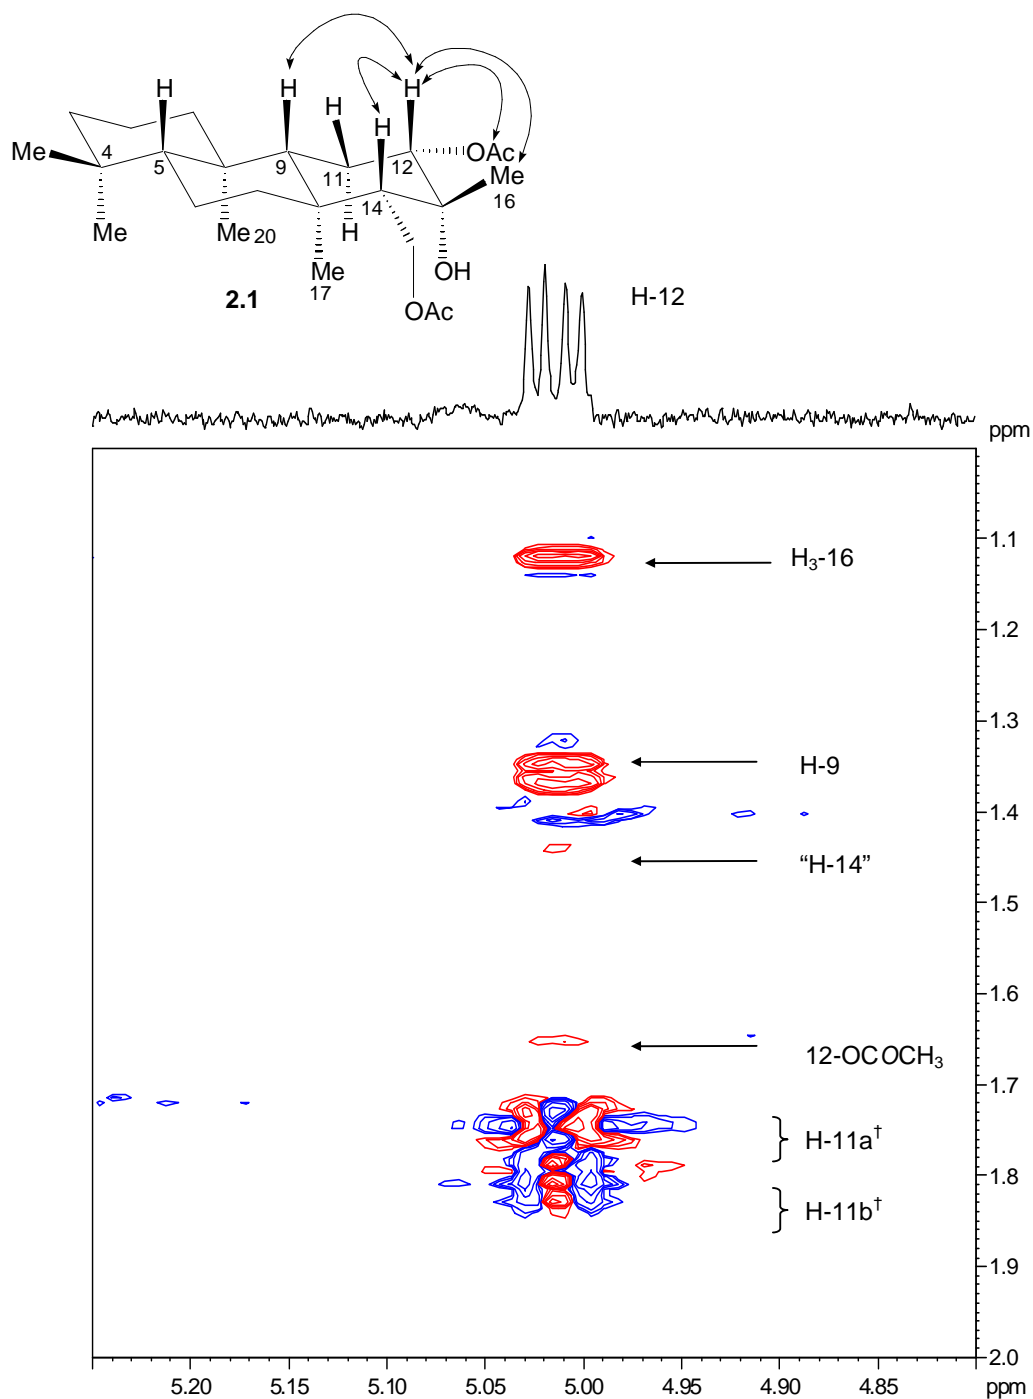 H
H
H
H
H
Me
4
5
9
11
12
OAc
Me
16
14
Me
Me 20
H
OH
Me
17
2.1
OAc
H-12
ppm
1.1
H₃-16
1.2
1.3
H-9
1.4
“H-14”
1.5
1.6
12-OCOCH₃
1.7
H-11a†
1.8
H-11b†
1.9
2.0
5.20 5.15 5.10 5.05 5.00 4.95 4.90 4.85 ppm